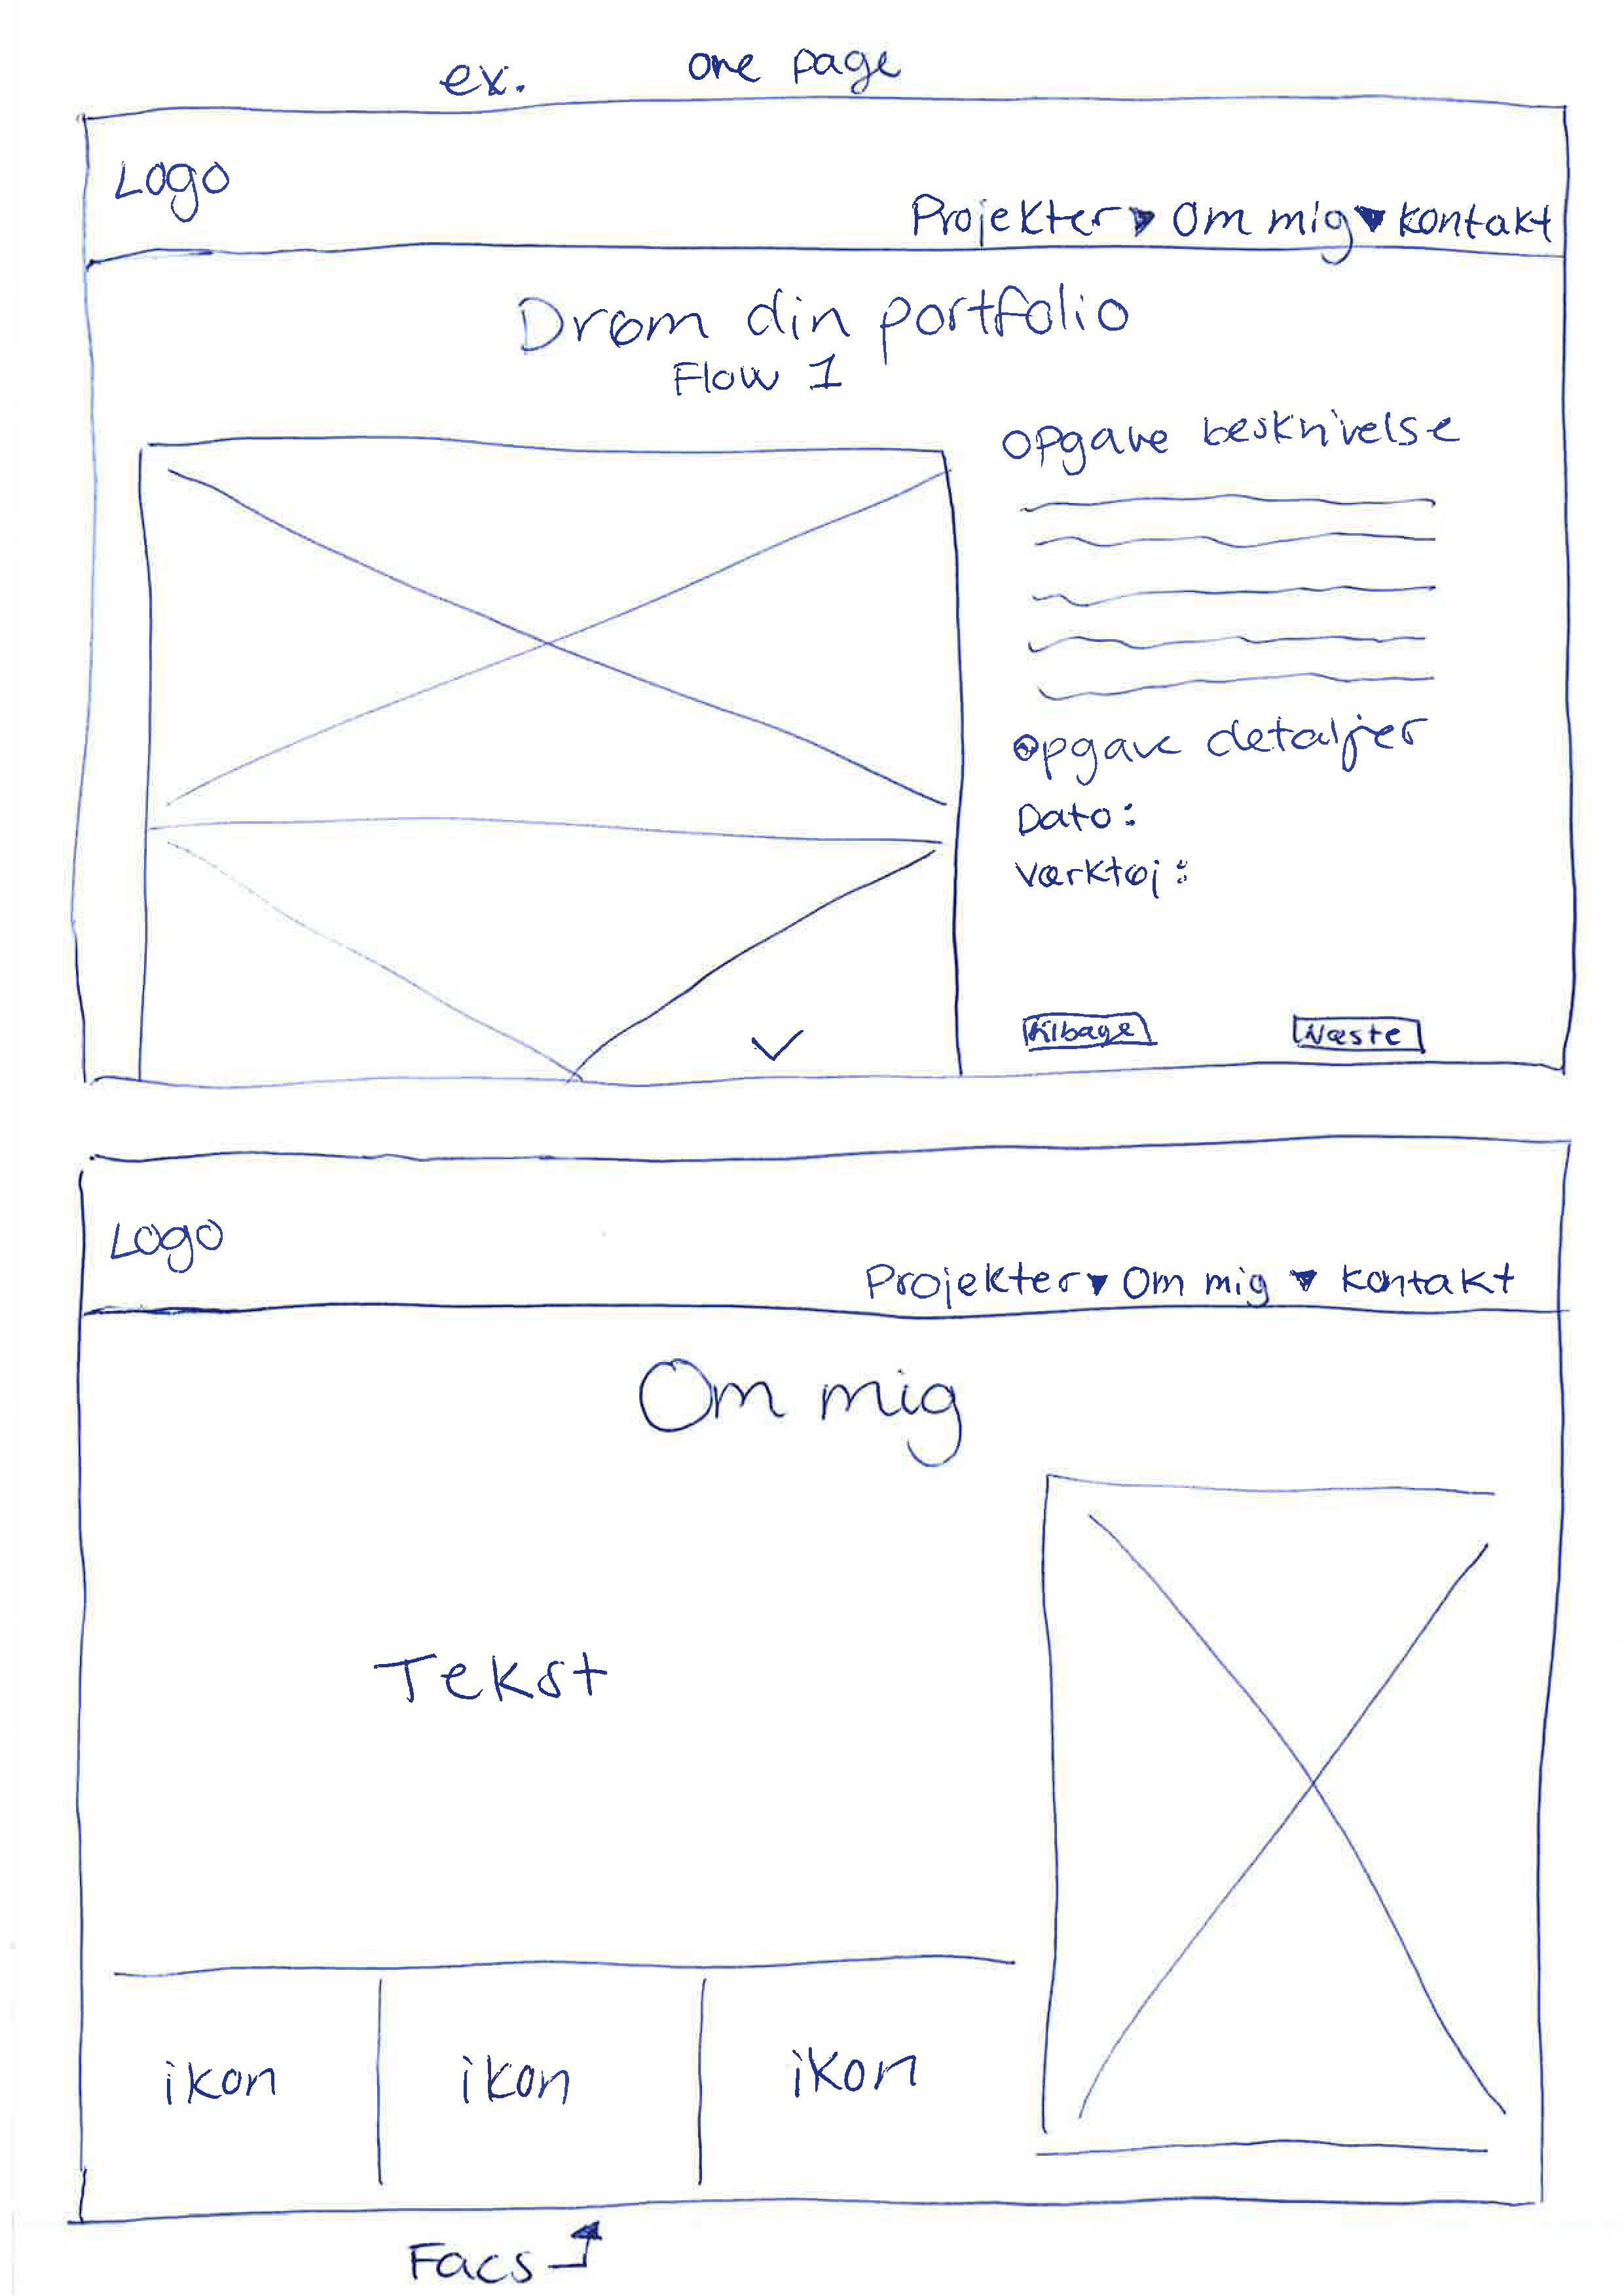 ex. one page
Logo
Projekter Om mig Kontakt
Drøm din portfolio
Flow 1
Opgave beskrivelse
Opgave detaljer
Dato:
Værktøj:
Tilbage Næste
Logo
Projekter Om mig Kontakt
Om mig
Tekst
ikon ikon ikon
Facs